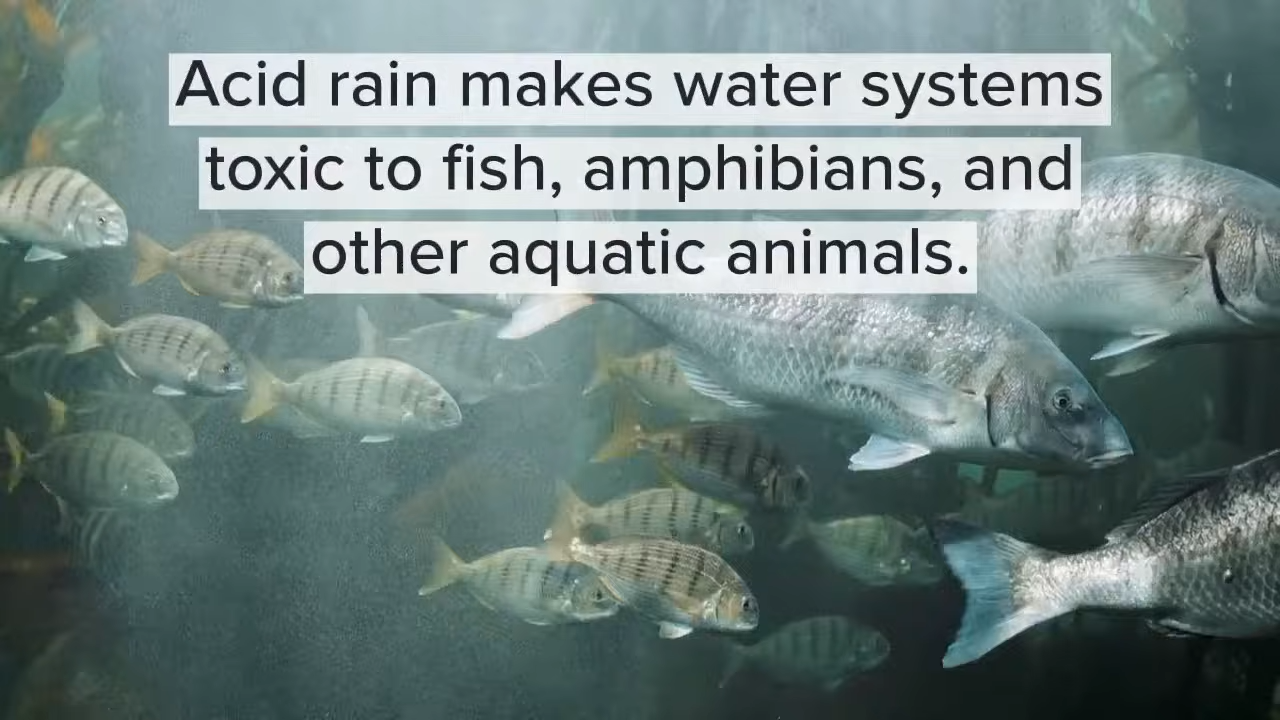 Acid rain makes water systems
toxic to fish, amphibians, and
other aquatic animals.